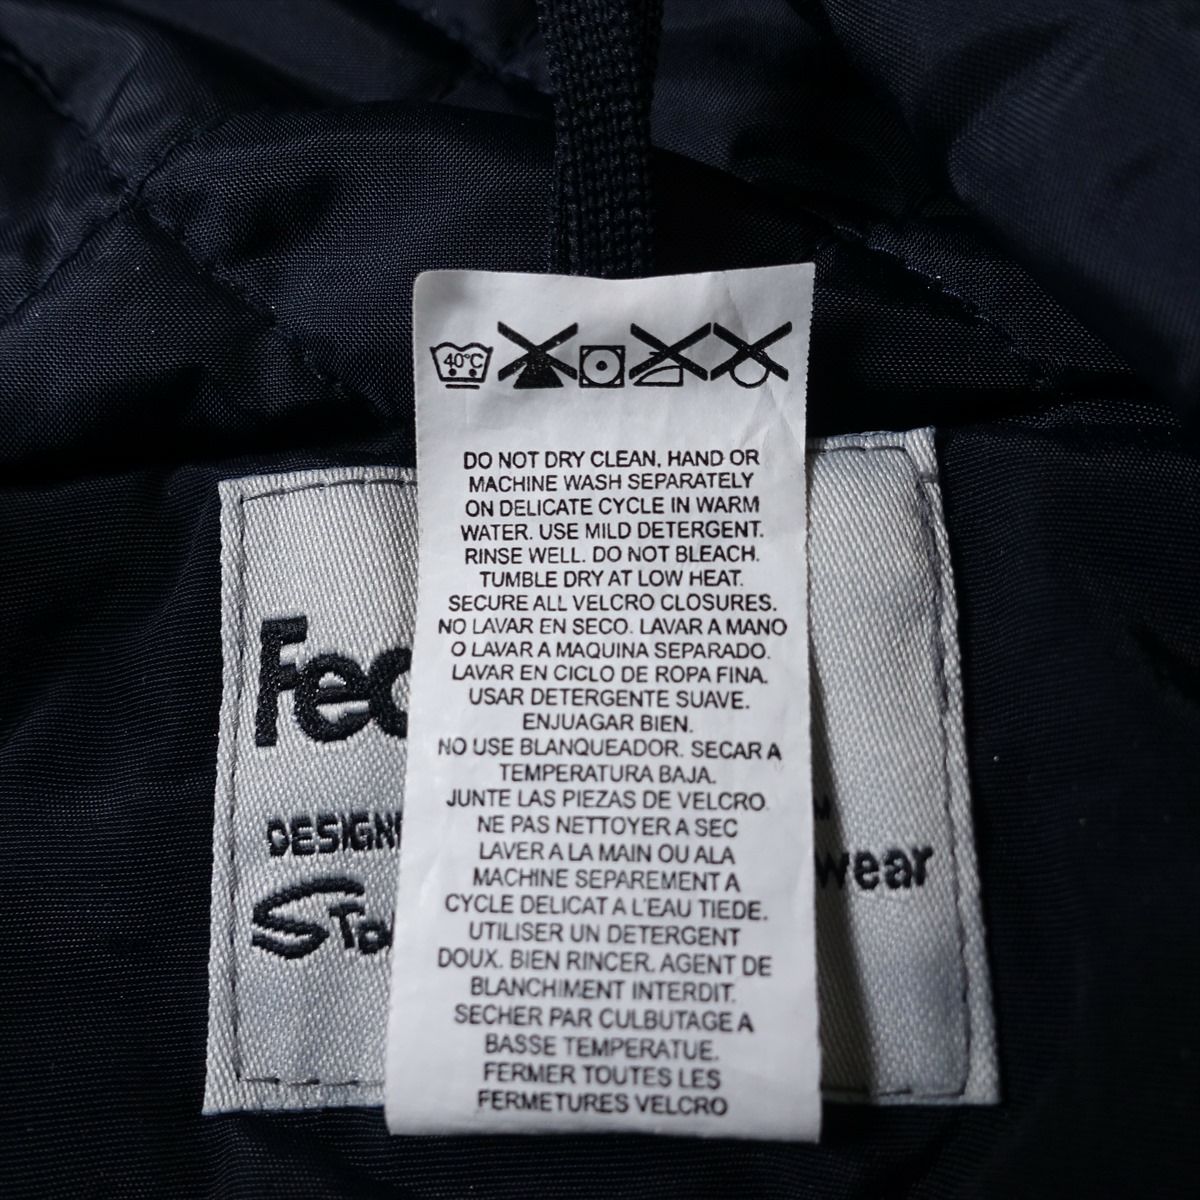 40°C
DO NOT DRY CLEAN, HAND OR
MACHINE WASH SEPARATELY
ON DELICATE CYCLE IN WARM
WATER. USE MILD DETERGENT.
RINSE WELL. DO NOT BLEACH.
TUMBLE DRY AT LOW HEAT.
SECURE ALL VELCRO CLOSURES.
NO LAVAR EN SECO. LAVAR A MANO
O LAVAR A MAQUINA SEPARADO.
LAVAR EN CICLO DE ROPA FINA.
USAR DETERGENTE SUAVE.
ENJUAGAR BIEN.
NO USE BLANQUEADOR. SECAR A
TEMPERATURA BAJA.
JUNTE LAS PIEZAS DE VELCRO
NE PAS NETTOYER A SEC
LAVER A LA MAIN OU ALA
MACHINE SEPAREMENT A
CYCLE DELICAT A L'EAU TIEDE.
UTILISER UN DETERGENT
DOUX. BIEN RINCER. AGENT DE
BLANCHIMENT INTERDIT.
SECHER PAR CULBUTAGE A
BASSE TEMPERATUE.
FERMER TOUTES LES
FERMETURES VELCRO
wear